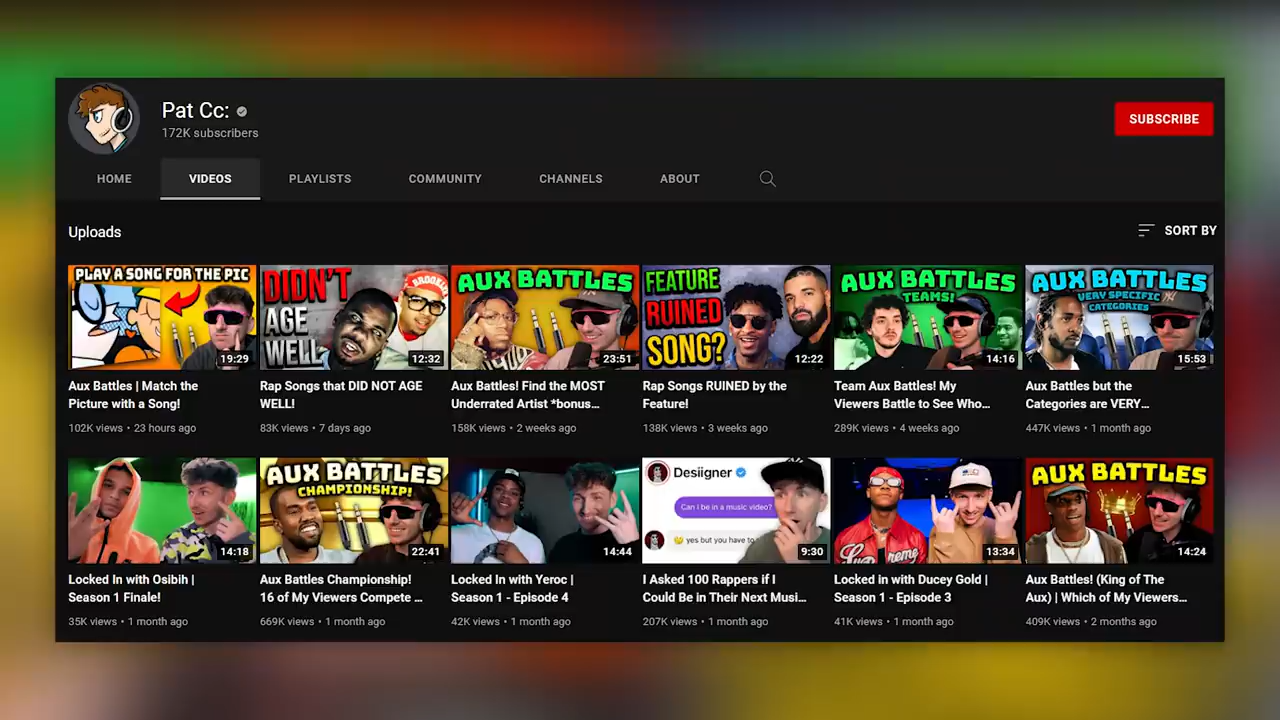 Pat Cc:
172K subscribers
SUBSCRIBE
HOME
VIDEOS
PLAYLISTS
COMMUNITY
CHANNELS
ABOUT
Uploads
SORT BY
PLAY A SONG FOR THE PIC
19:29
Aux Battles | Match the
Picture with a Song!
102K views • 23 hours ago
DIDN'T
AGE
WELL
BROOKLYN
12:32
Rap Songs that DID NOT AGE
WELL!
83K views • 7 days ago
AUX BATTLES
23:51
Aux Battles! Find the MOST
Underrated Artist *bonus...
158K views • 2 weeks ago
FEATURE
RUINED
SONG?
12:22
Rap Songs RUINED by the
Feature!
138K views • 3 weeks ago
AUX BATTLES
TEAMS!
14:16
Team Aux Battles! My
Viewers Battle to See Who...
289K views • 4 weeks ago
AUX BATTLES
VERY SPECIFIC
CATEGORIES
15:53
Aux Battles but the
Categories are VERY...
447K views • 1 month ago
14:18
Locked In with Osibih |
Season 1 Finale!
35K views • 1 month ago
AUX BATTLES
CHAMPIONSHIP!
22:41
Aux Battles Championship!
16 of My Viewers Compete ...
669K views • 1 month ago
14:44
Locked In with Yeroc |
Season 1 - Episode 4
42K views • 1 month ago
Desiigner
Can I be in a music video?
yes but you have to
9:30
I Asked 100 Rappers if I
Could Be in Their Next Musi...
207K views • 1 month ago
Supreme
13:34
Locked in with Ducey Gold |
Season 1 - Episode 3
41K views • 1 month ago
AUX BATTLES
14:24
Aux Battles! (King of The
Aux) | Which of My Viewers...
409K views • 2 months ago